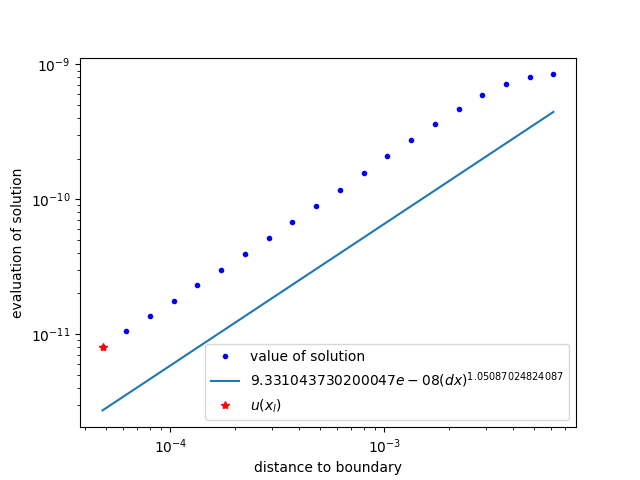 10⁻⁹
10⁻¹⁰
10⁻¹¹
evaluation of solution
value of solution
9.331043730200047e − 08(dx)^1.05087024824087
u(x_I)
10⁻⁴
10⁻³
distance to boundary